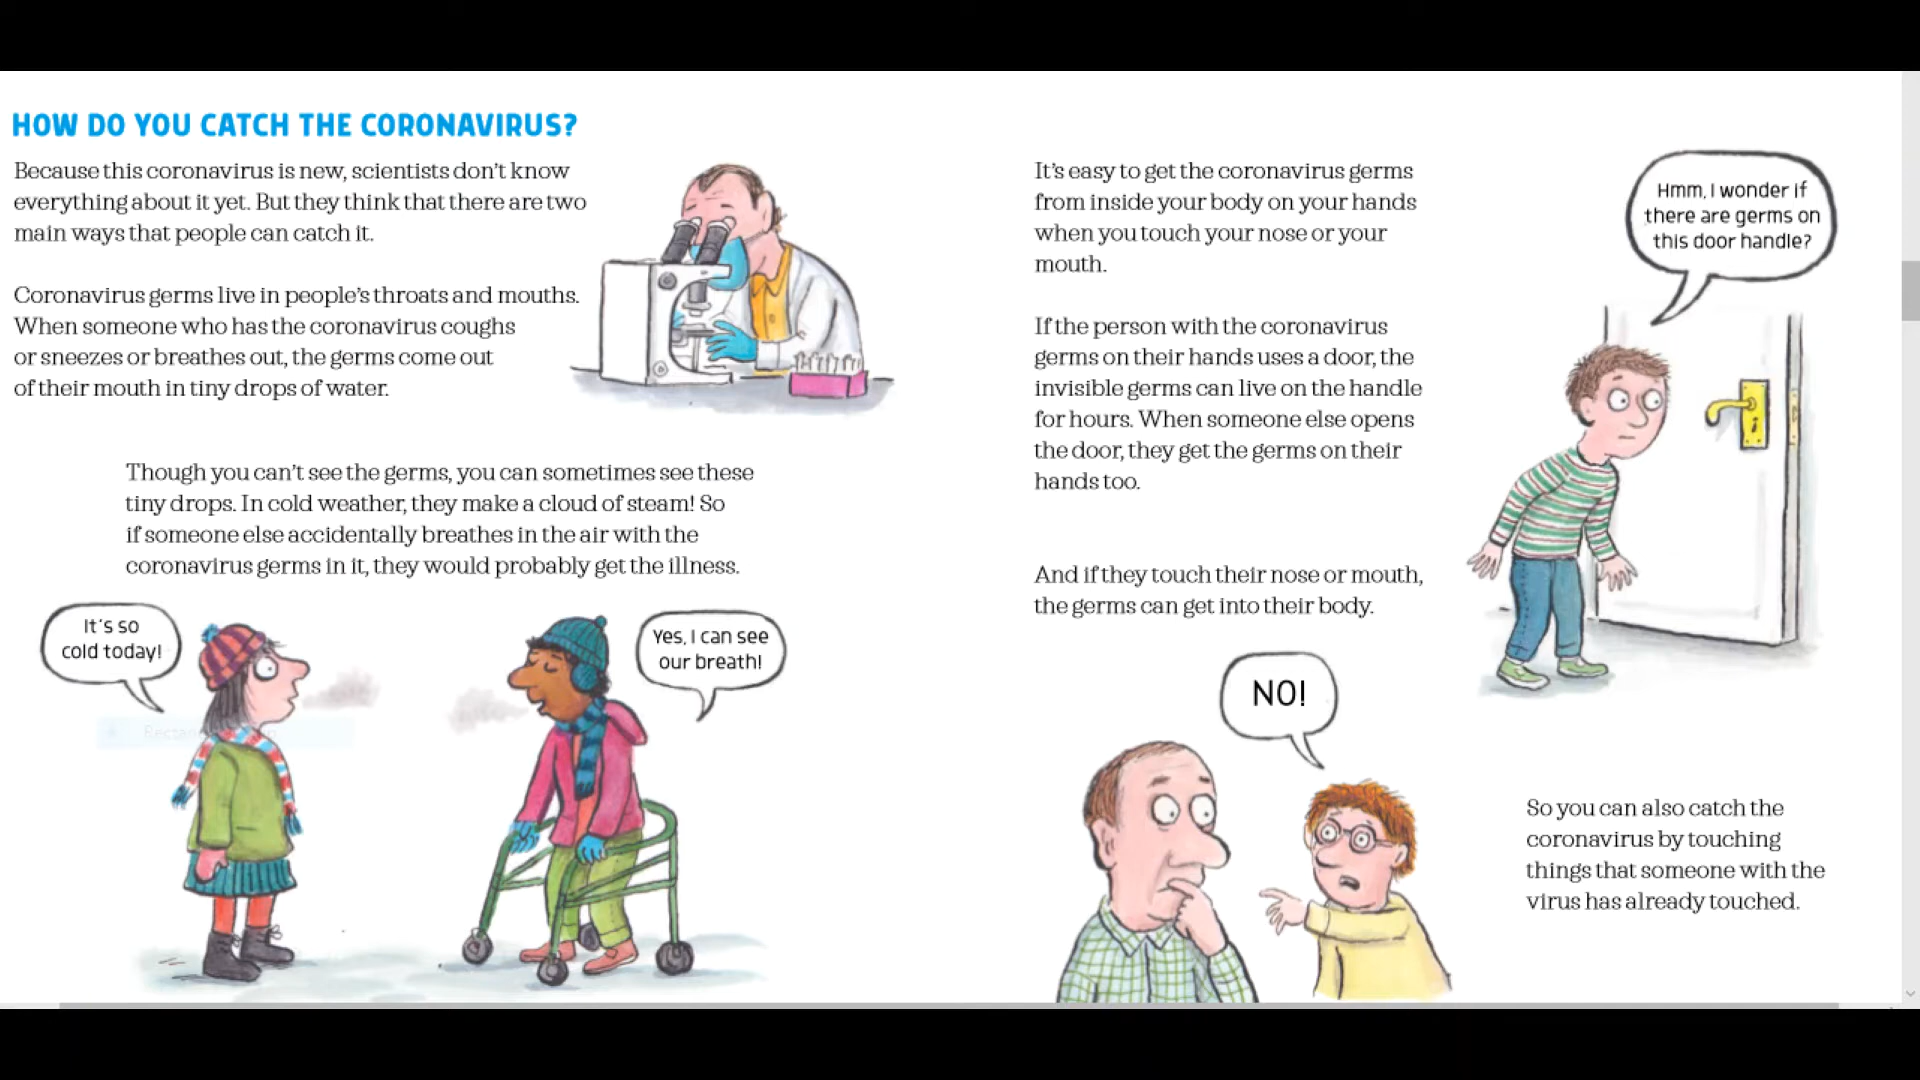 HOW DO YOU CATCH THE CORONAVIRUS?
Because this coronavirus is new, scientists don't know
everything about it yet. But they think that there are two
main ways that people can catch it.
Coronavirus germs live in people's throats and mouths.
When someone who has the coronavirus coughs
or sneezes or breathes out, the germs come out
of their mouth in tiny drops of water.
Though you can't see the germs, you can sometimes see these
tiny drops. In cold weather, they make a cloud of steam! So
if someone else accidentally breathes in the air with the
coronavirus germs in it, they would probably get the illness.
It's so
cold today!
Yes, I can see
our breath!
It's easy to get the coronavirus germs
from inside your body on your hands
when you touch your nose or your
mouth.
If the person with the coronavirus
germs on their hands uses a door, the
invisible germs can live on the handle
for hours. When someone else opens
the door, they get the germs on their
hands too.
And if they touch their nose or mouth,
the germs can get into their body.
Hmm, I wonder if
there are germs on
this door handle?
NO!
So you can also catch the
coronavirus by touching
things that someone with the
virus has already touched.